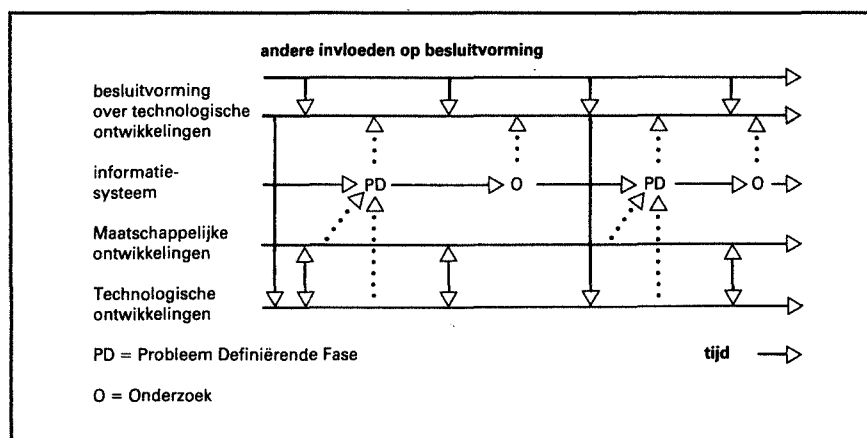 andere invloeden op besluitvorming
besluitvorming
over technologische
ontwikkelingen
informatie-
systeem
PD
O
PD
O
Maatschappelijke
ontwikkelingen
Technologische
ontwikkelingen
PD = Probleem Definiërende Fase
tijd
O = Onderzoek